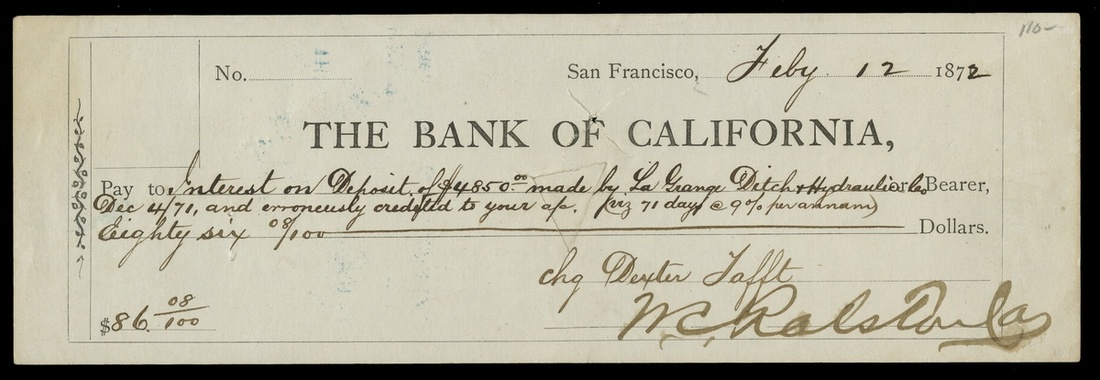 110-
No. San Francisco, Feby. 12 1872
THE BANK OF CALIFORNIA,
Pay to Interest on Deposit of $4850.00 made by La Grange Ditch & Hydraulic Co or Bearer,
Dec 4/71, and erroneously credited to your a/c. (viz 71 days @ 9% per annum)
Eighty six 08/100 Dollars.
chg Dexter Tafft
$86. 08/100 W.C. Ralston Ca